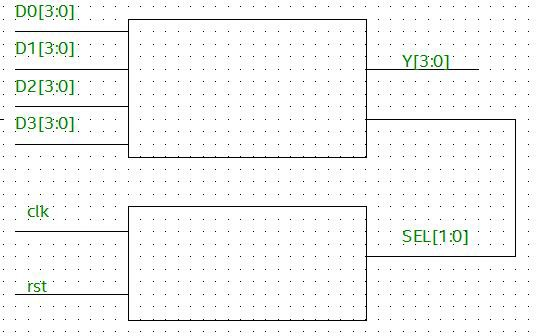 D0[3:0]
D1[3:0]
D2[3:0]
D3[3:0]
Y[3:0]
clk
SEL[1:0]
rst